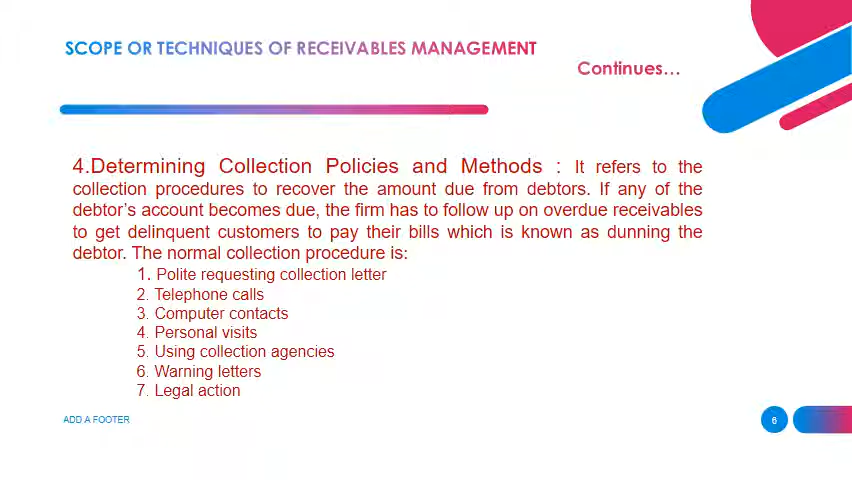 SCOPE OR TECHNIQUES OF RECEIVABLES MANAGEMENT
Continues…
4.Determining Collection Policies and Methods : It refers to the
collection procedures to recover the amount due from debtors. If any of the
debtor’s account becomes due, the firm has to follow up on overdue receivables
to get delinquent customers to pay their bills which is known as dunning the
debtor. The normal collection procedure is:
1. Polite requesting collection letter
2. Telephone calls
3. Computer contacts
4. Personal visits
5. Using collection agencies
6. Warning letters
7. Legal action
ADD A FOOTER
6